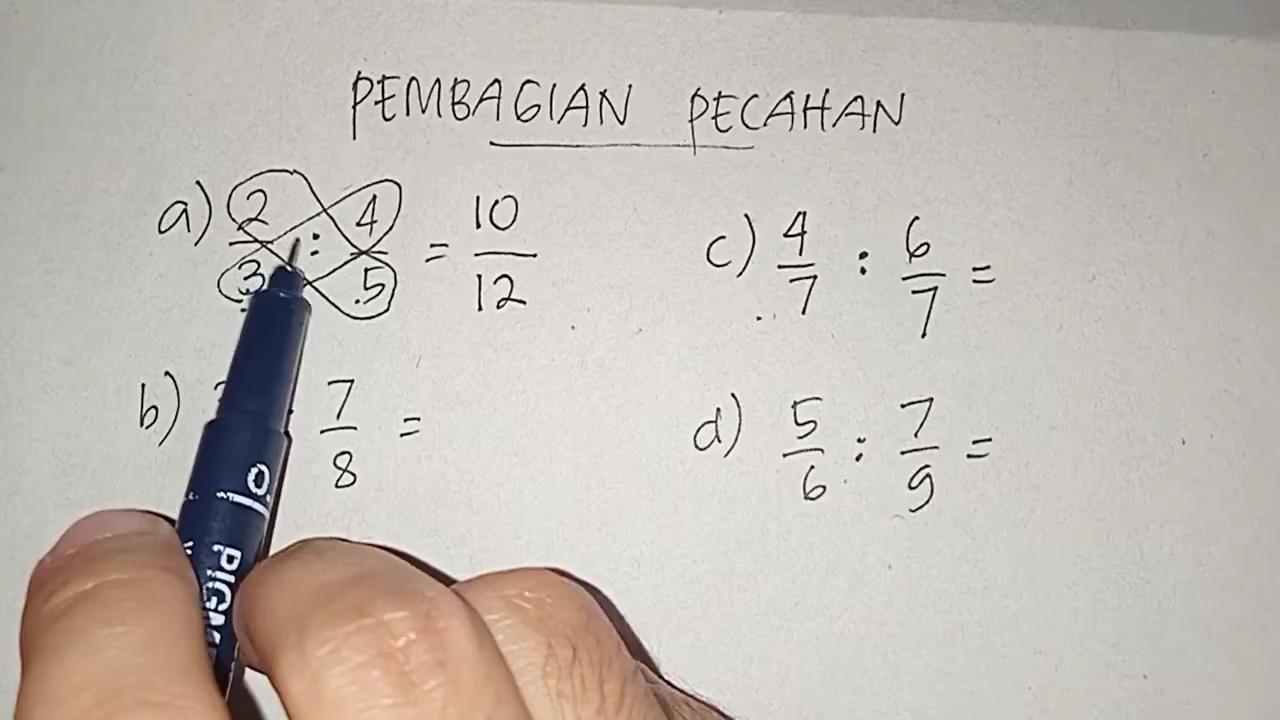 PEMBAGIAN PECAHAN
a) 2/3 : 4/5 = 10/12
b) : 7/8 =
c) 4/7 : 6/7 =
d) 5/6 : 7/9 =